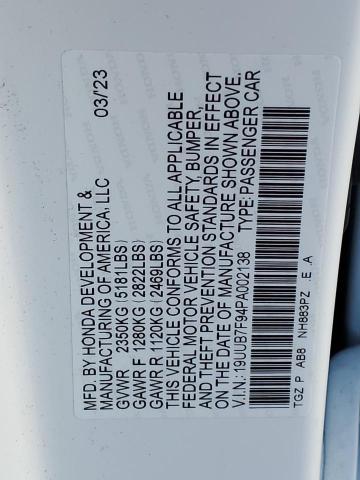 MFD. BY HONDA DEVELOPMENT &
MANUFACTURING OF AMERICA, LLC 03/'23
GVWR 2350KG (5181LBS)
GAWR F 1280KG (2822LBS)
GAWR R 1120KG (2469LBS)
THIS VEHICLE CONFORMS TO ALL APPLICABLE
FEDERAL MOTOR VEHICLE SAFETY, BUMPER,
AND THEFT PREVENTION STANDARDS IN EFFECT
ON THE DATE OF MANUFACTURE SHOWN ABOVE.
V.I.N.: 19UUB7F94PA002138 TYPE: PASSENGER CAR
TGZ P AB8 NH883PZ .E .A